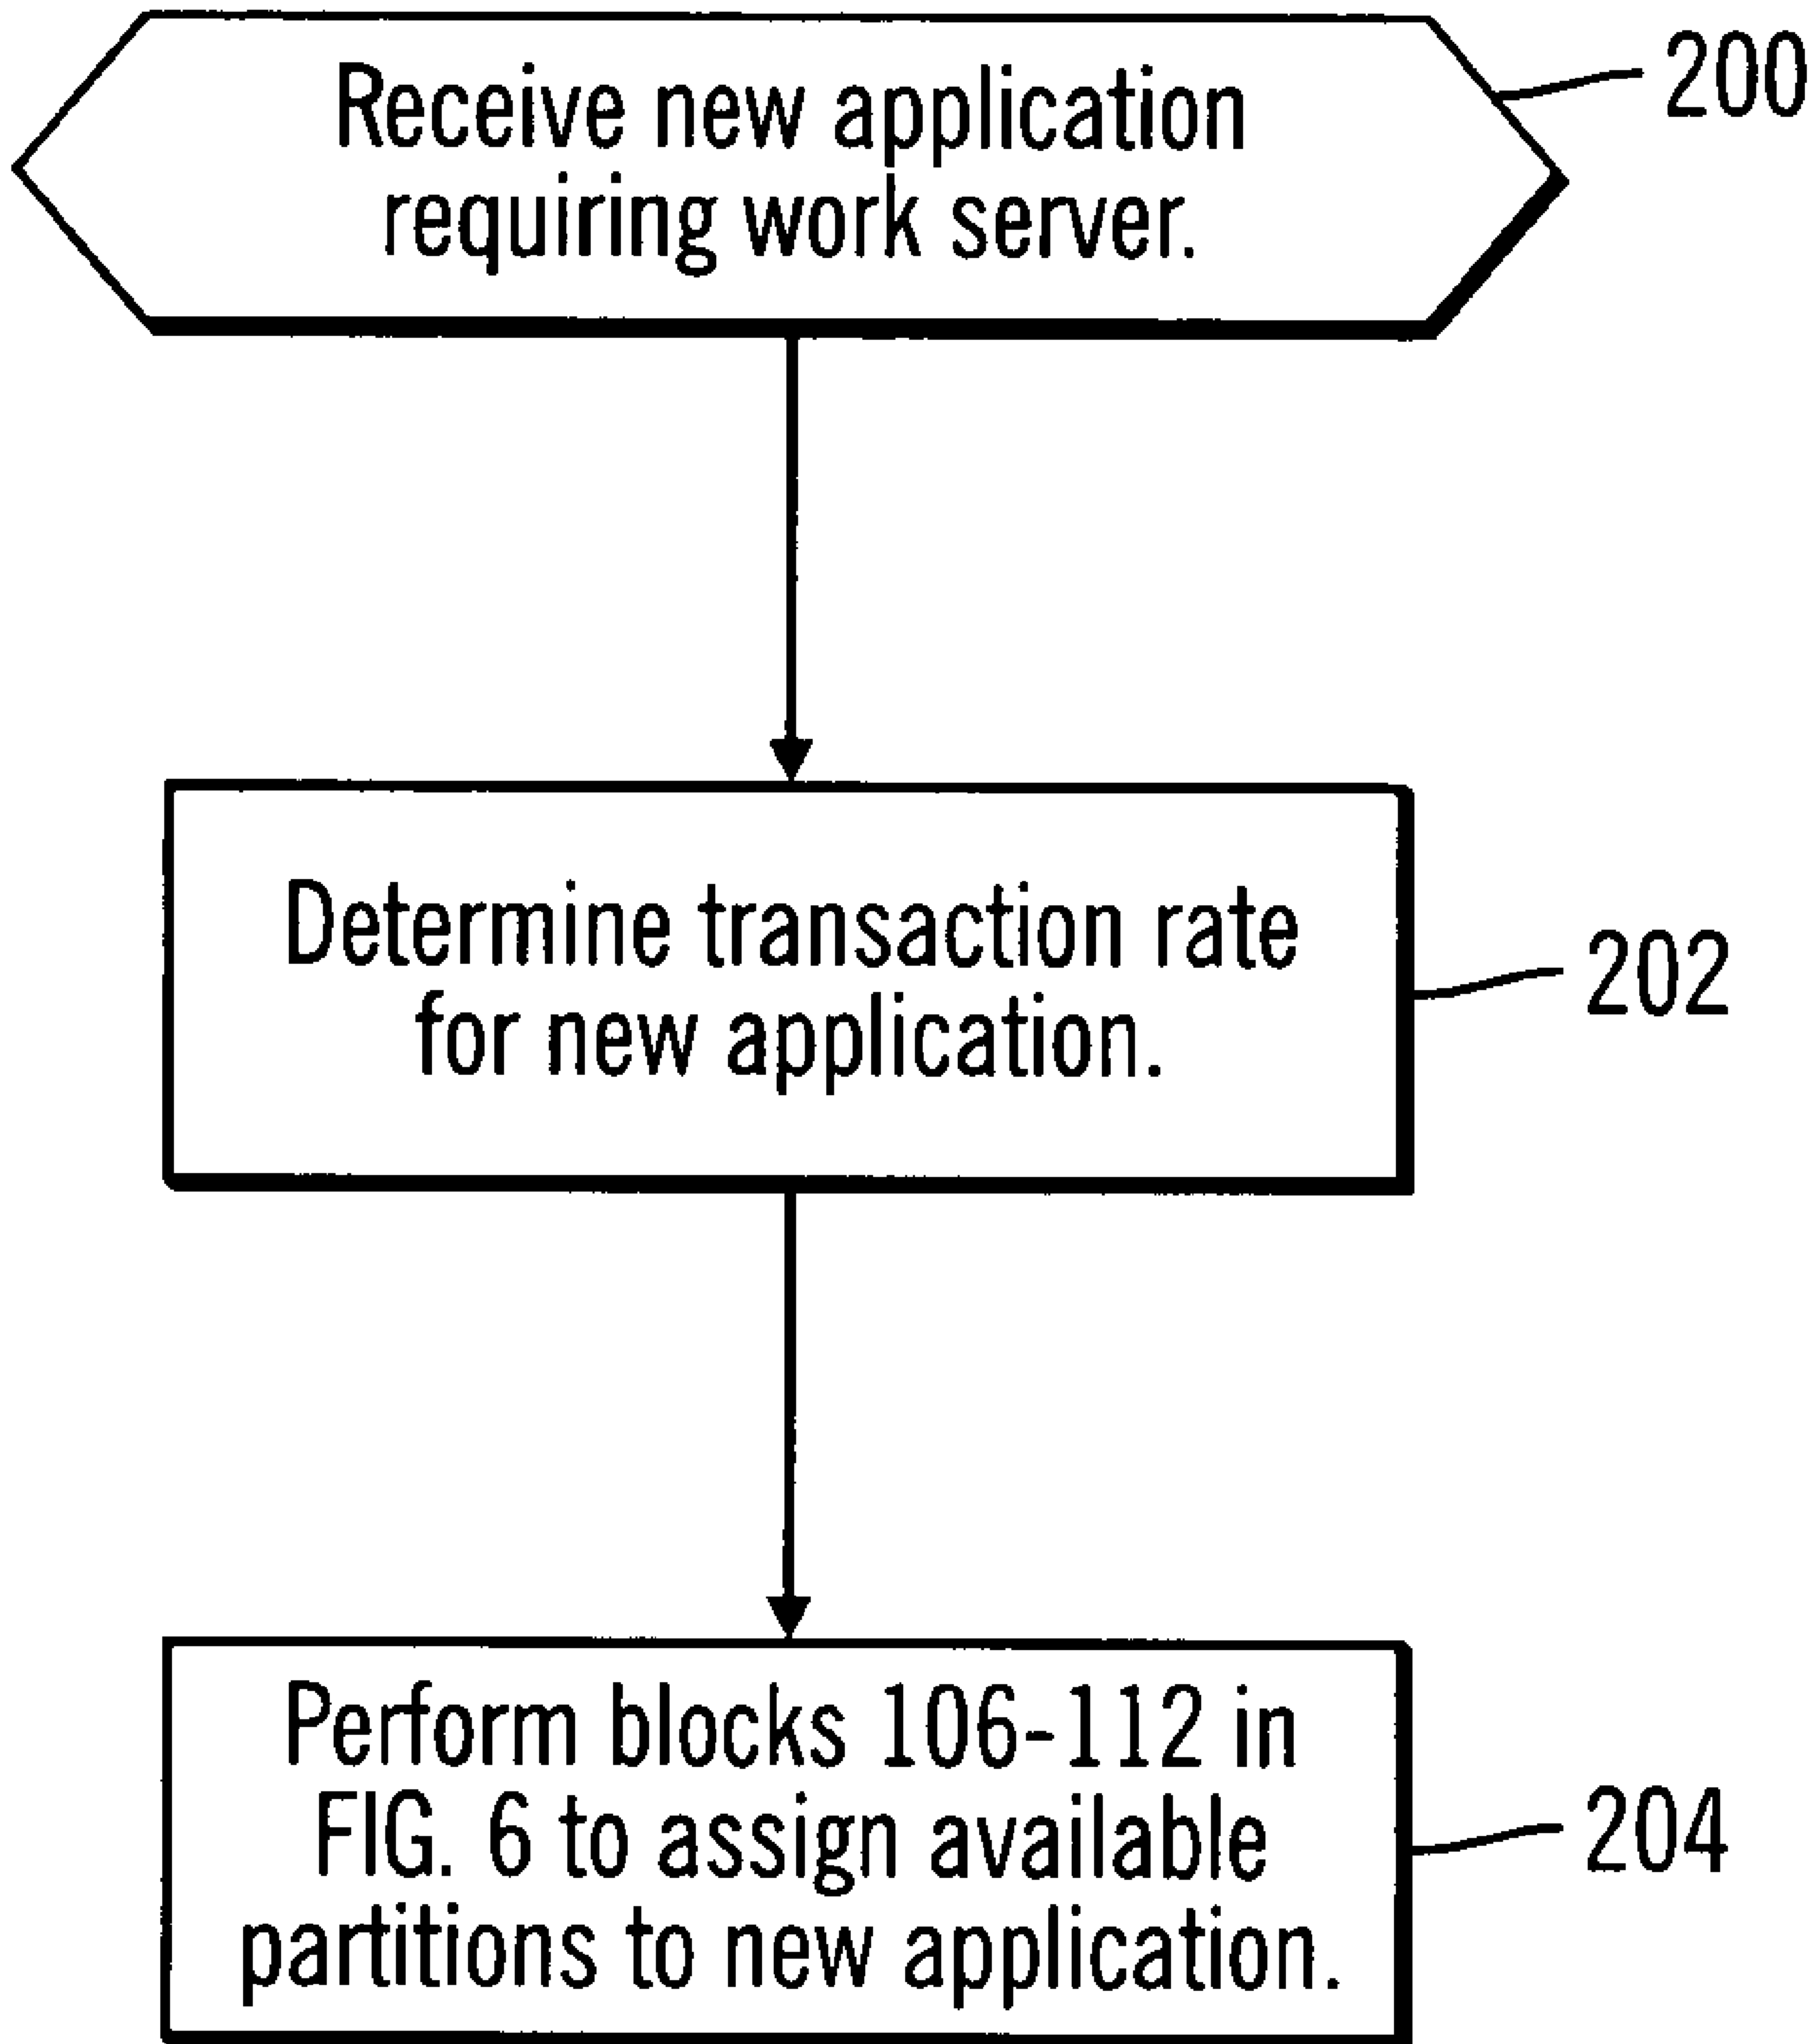 Receive new application
requiring work server.
200
Determine transaction rate
for new application.
202
Perform blocks 106-112 in
FIG. 6 to assign available
partitions to new application.
204